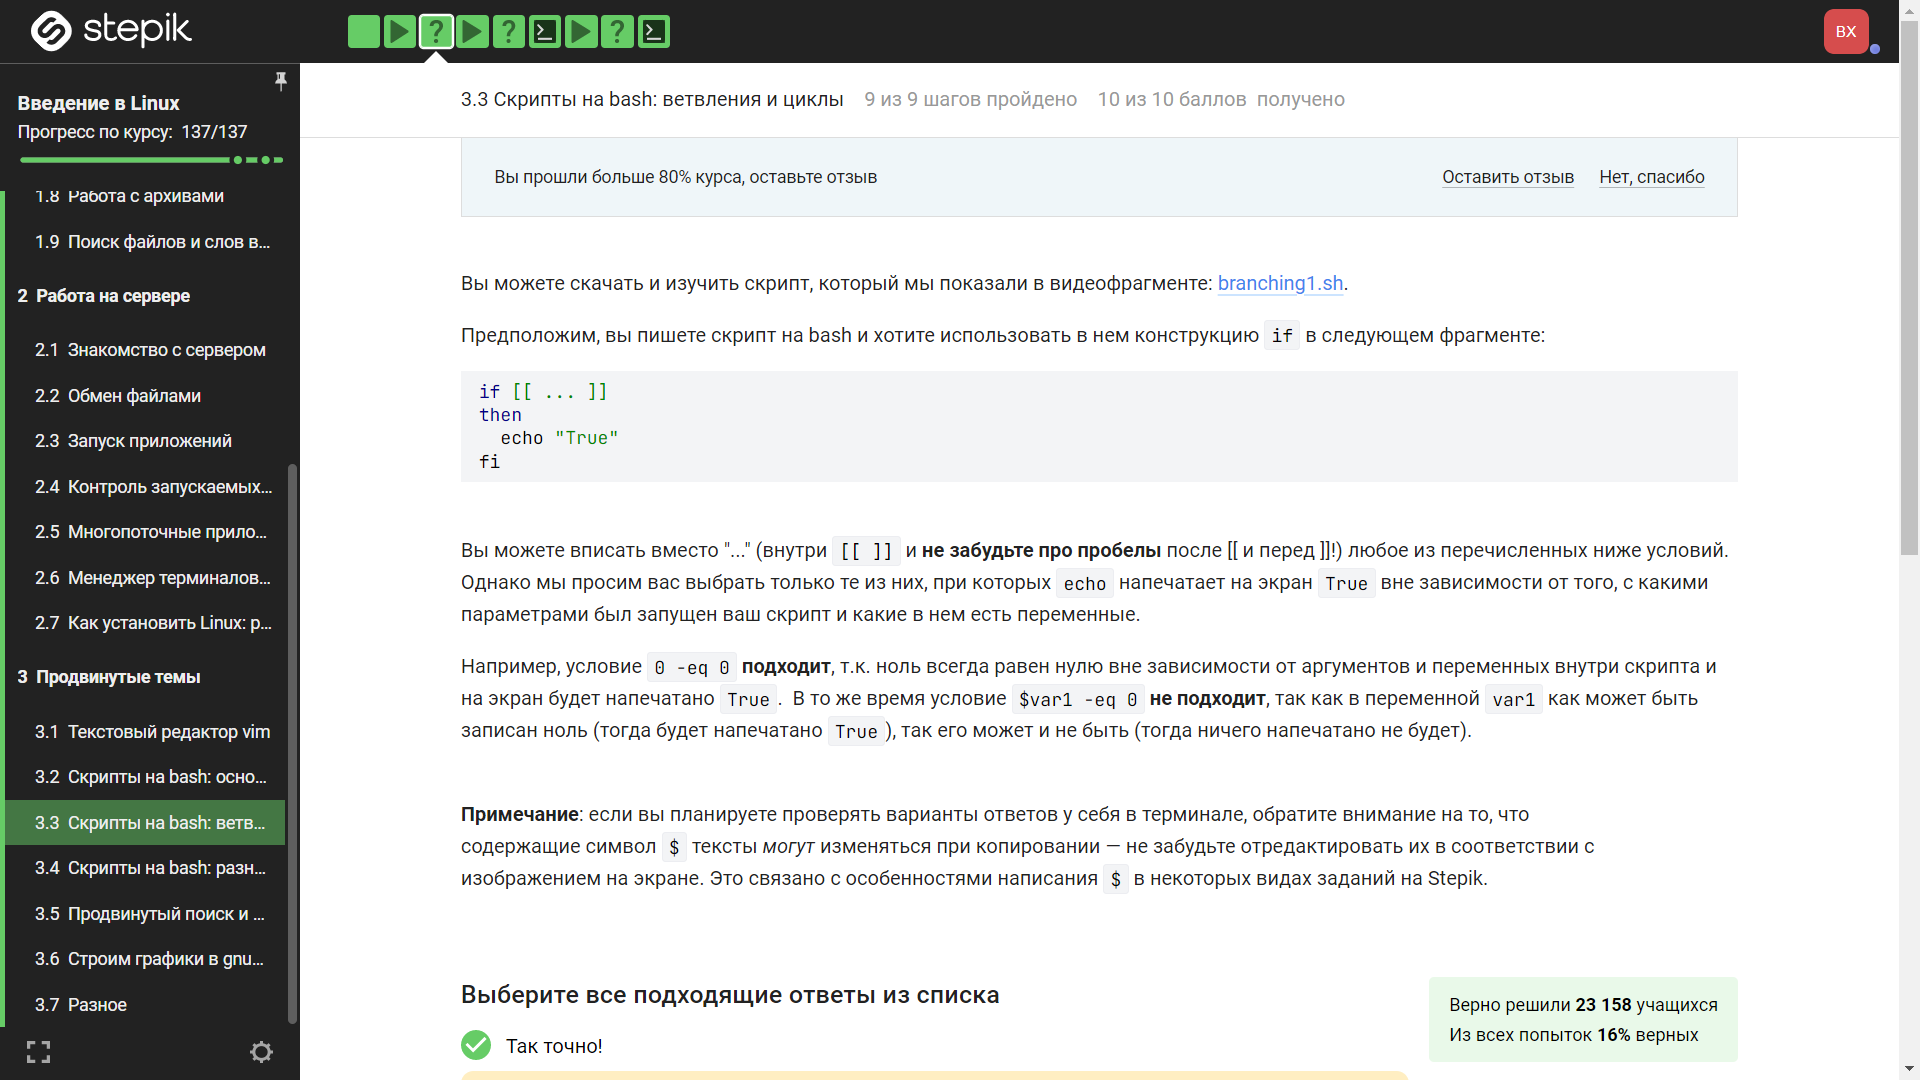 stepik
BX
Введение в Linux
Прогресс по курсу: 137/137
1.8 Работа с архивами
1.9 Поиск файлов и слов в...
2 Работа на сервере
2.1 Знакомство с сервером
2.2 Обмен файлами
2.3 Запуск приложений
2.4 Контроль запускаемых...
2.5 Многопоточные прило...
2.6 Менеджер терминалов...
2.7 Как установить Linux: р...
3 Продвинутые темы
3.1 Текстовый редактор vim
3.2 Скрипты на bash: осно...
3.3 Скрипты на bash: ветв...
3.4 Скрипты на bash: разн...
3.5 Продвинутый поиск и ...
3.6 Строим графики в gnu...
3.7 Разное
3.3 Скрипты на bash: ветвления и циклы 9 из 9 шагов пройдено 10 из 10 баллов получено
Вы прошли больше 80% курса, оставьте отзыв Оставить отзыв Нет, спасибо
Вы можете скачать и изучить скрипт, который мы показали в видеофрагменте: branching1.sh.
Предположим, вы пишете скрипт на bash и хотите использовать в нем конструкцию if в следующем фрагменте:
if [[ ... ]]
then
echo "True"
fi
Вы можете вписать вместо "..." (внутри [[ ]] и не забудьте про пробелы после [[ и перед ]]!) любое из перечисленных ниже условий.
Однако мы просим вас выбрать только те из них, при которых echo напечатает на экран True вне зависимости от того, с какими
параметрами был запущен ваш скрипт и какие в нем есть переменные.
Например, условие 0 -eq 0 подходит, т.к. ноль всегда равен нулю вне зависимости от аргументов и переменных внутри скрипта и
на экран будет напечатано True . В то же время условие $var1 -eq 0 не подходит, так как в переменной var1 как может быть
записан ноль (тогда будет напечатано True ), так его может и не быть (тогда ничего напечатано не будет).
Примечание: если вы планируете проверять варианты ответов у себя в терминале, обратите внимание на то, что
содержащие символ $ тексты могут изменяться при копировании — не забудьте отредактировать их в соответствии с
изображением на экране. Это связано с особенностями написания $ в некоторых видах заданий на Stepik.
Выберите все подходящие ответы из списка
Так точно!
Верно решили 23 158 учащихся
Из всех попыток 16% верных